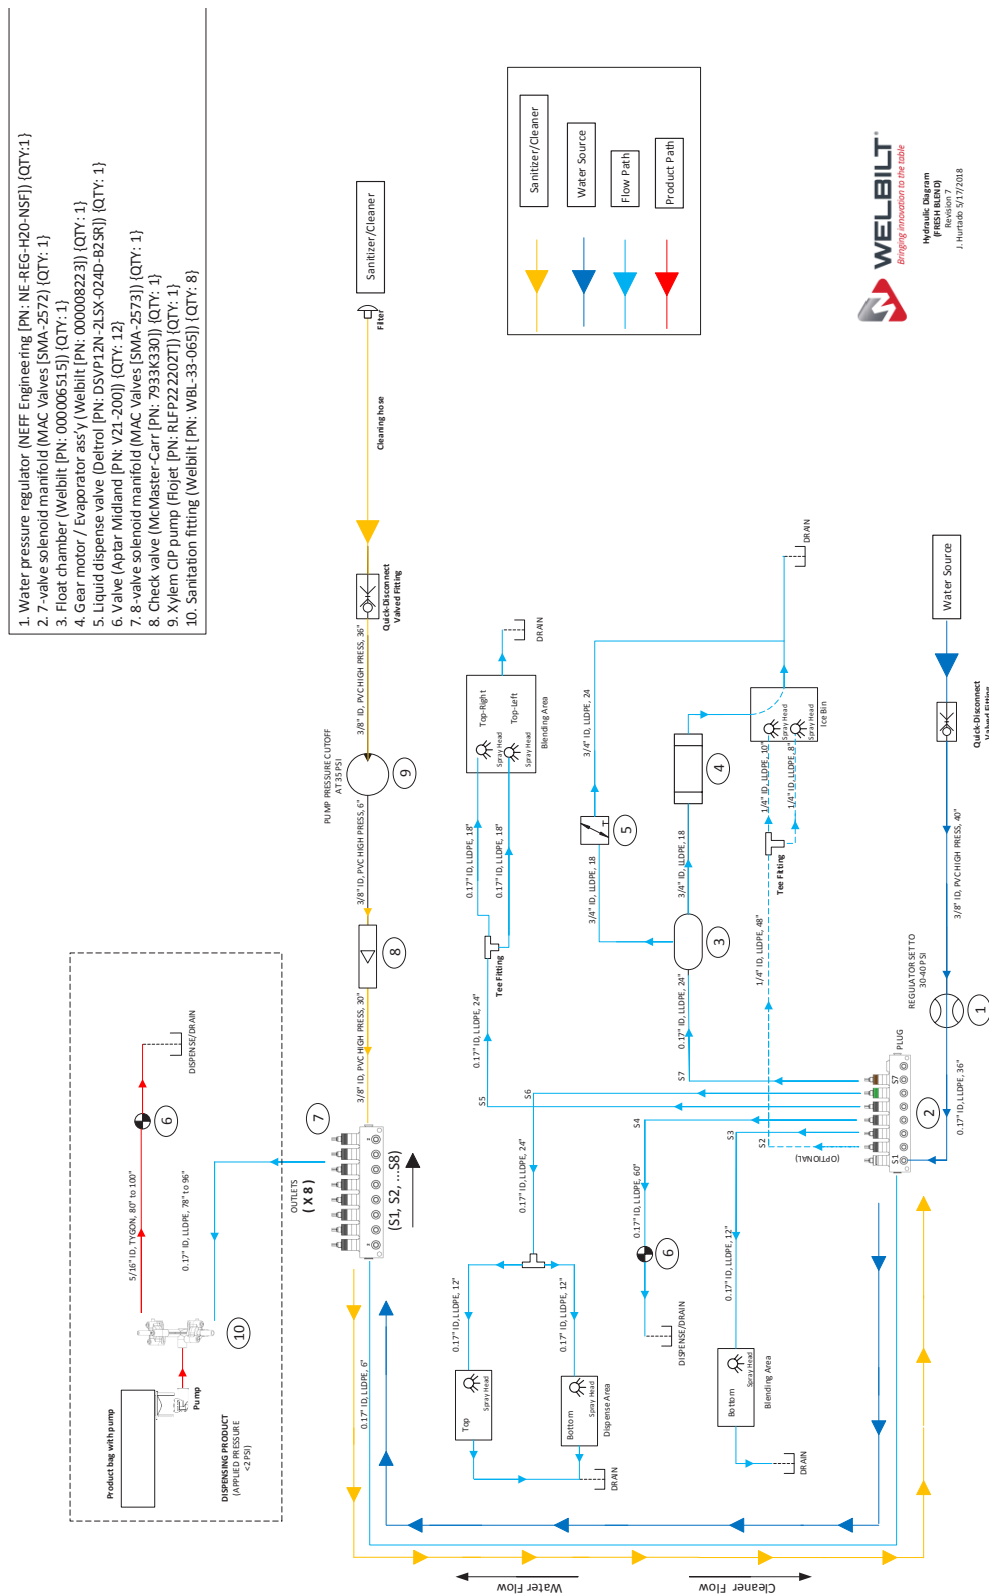 1. Water pressure regulator (NEFF Engineering [PN: NE-REG-H20-NSF]) {QTY:1}
2. 7-valve solenoid manifold (MAC Valves [SMA-2572) {QTY: 1}
3. Float chamber (Welbilt [PN: 000006515]) {QTY: 1}
4. Gear motor / Evaporator ass'y (Welbilt [PN: 000008223]) {QTY: 1}
5. Liquid dispense valve (Deltrol [PN: DSVP12N-2LSX-024D-B2SR]) {QTY: 1}
6. Valve (Aptar Midland [PN: V21-200]) {QTY: 12}
7. 8-valve solenoid manifold (MAC Valves [SMA-2573]) {QTY: 1}
8. Check valve (McMaster-Carr [PN: 7933K330]) {QTY: 1}
9. Xylem CIP pump (Flojet [PN: RLFP222202T]) {QTY: 1}
10. Sanitation fitting (Welbilt [PN: WBL-33-065]) {QTY: 8}
Sanitizer/Cleaner
Filter
Cleaning hose
Quick-Disconnect
Valved Fitting
3/8" ID, PVC HIGH PRESS, 36"
PUMP PRESSURE CUTOFF
AT 35 PSI
9
3/8" ID, PVC HIGH PRESS, 6"
8
3/8" ID, PVC HIGH PRESS, 30"
7
OUTLETS
( X 8 )
(S1, S2, ....S8)
Product bag with pump
Pump
DISPENSING PRODUCT
(APPLIED PRESSURE
<2 PSI)
10
5/16" ID, TYGON, 80" to 100"
0.17" ID, LLDPE, 78" to 96"
6
DISPENSE/DRAIN
0.17" ID, LLDPE, 6"
Sanitizer/Cleaner
Water Source
Flow Path
Product Path
DRAIN
Top-Right
Spray Head
Top-Left
Spray Head
Blending Area
0.17" ID, LLDPE, 18"
0.17" ID, LLDPE, 18"
Tee Fitting
0.17" ID, LLDPE, 24"
S5
S6
0.17" ID, LLDPE, 24"
0.17" ID, LLDPE, 12"
0.17" ID, LLDPE, 12"
Top
Spray Head
Bottom
Spray Head
Dispense Area
DRAIN
DRAIN
3/4" ID, LLDPE, 24
5
3/4" ID, LLDPE, 18
4
3/4" ID, LLDPE, 18
3
0.17" ID, LLDPE, 24"
S7
Spray Head
Spray Head
Ice Bin
1/4" ID, LLDPE, 10"
1/4" ID, LLDPE, 8"
Tee Fitting
1/4" ID, LLDPE, 48"
S2
(OPTIONAL)
S4
0.17" ID, LLDPE, 60"
6
DISPENSE/DRAIN
S3
0.17" ID, LLDPE, 12"
Bottom
Spray Head
Blending Area
DRAIN
Water Source
Quick-Disconnect
Valved Fitting
3/8" ID, PVC HIGH PRESS, 40"
REGULATOR SET TO
30-40 PSI
1
PLUG
S7
S1
2
0.17" ID, LLDPE, 36"
Water Flow
Cleaner Flow
WELBILT®
Bringing innovation to the table
Hydraulic Diagram
(FRESH BLEND)
Revision 7
J. Hurtado 5/17/2018